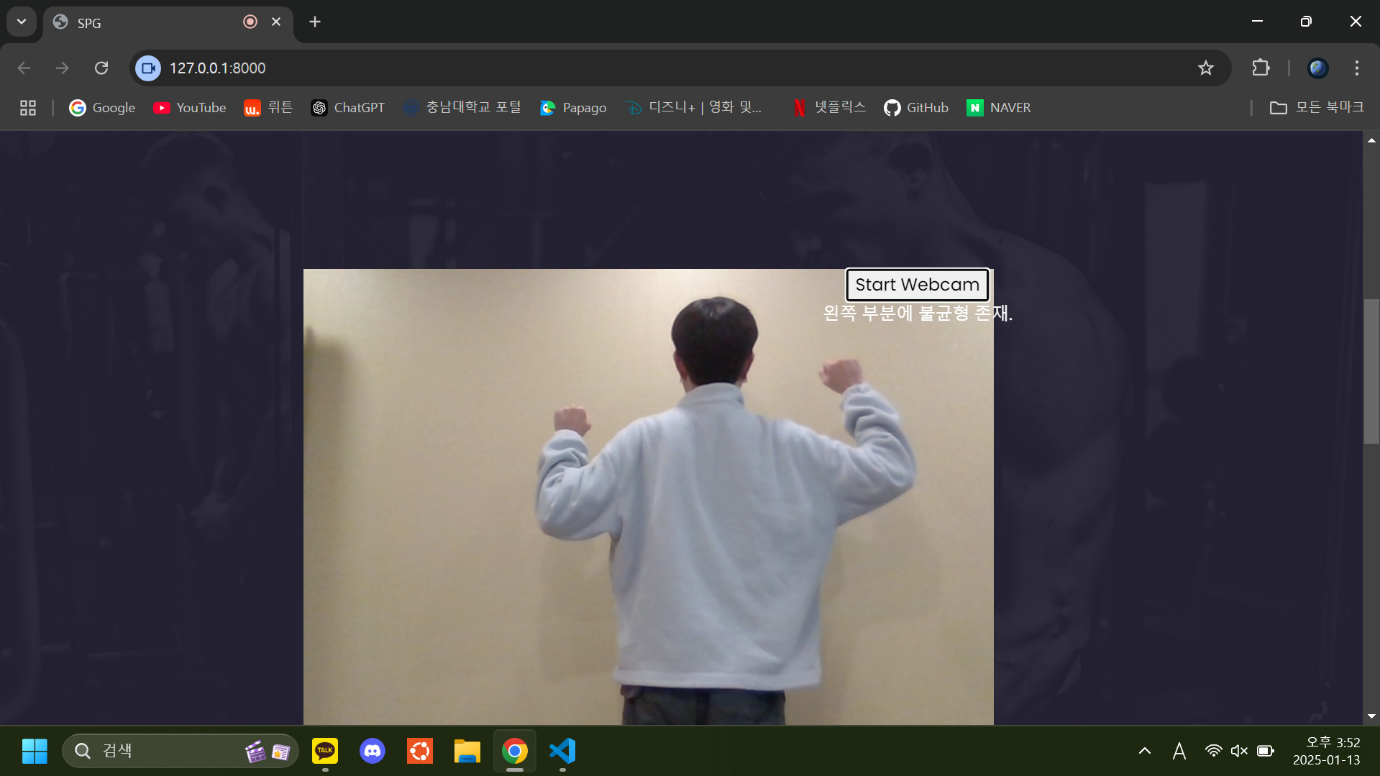 SPG
127.0.0.1:8000
Google YouTube 뤼튼 ChatGPT 충남대학교 포털 Papago 디즈니+ | 영화 및... 넷플릭스 GitHub NAVER 모든 북마크
Start Webcam
왼쪽 부분에 불균형 존재.
검색
TALK
A
오후 3:52
2025-01-13